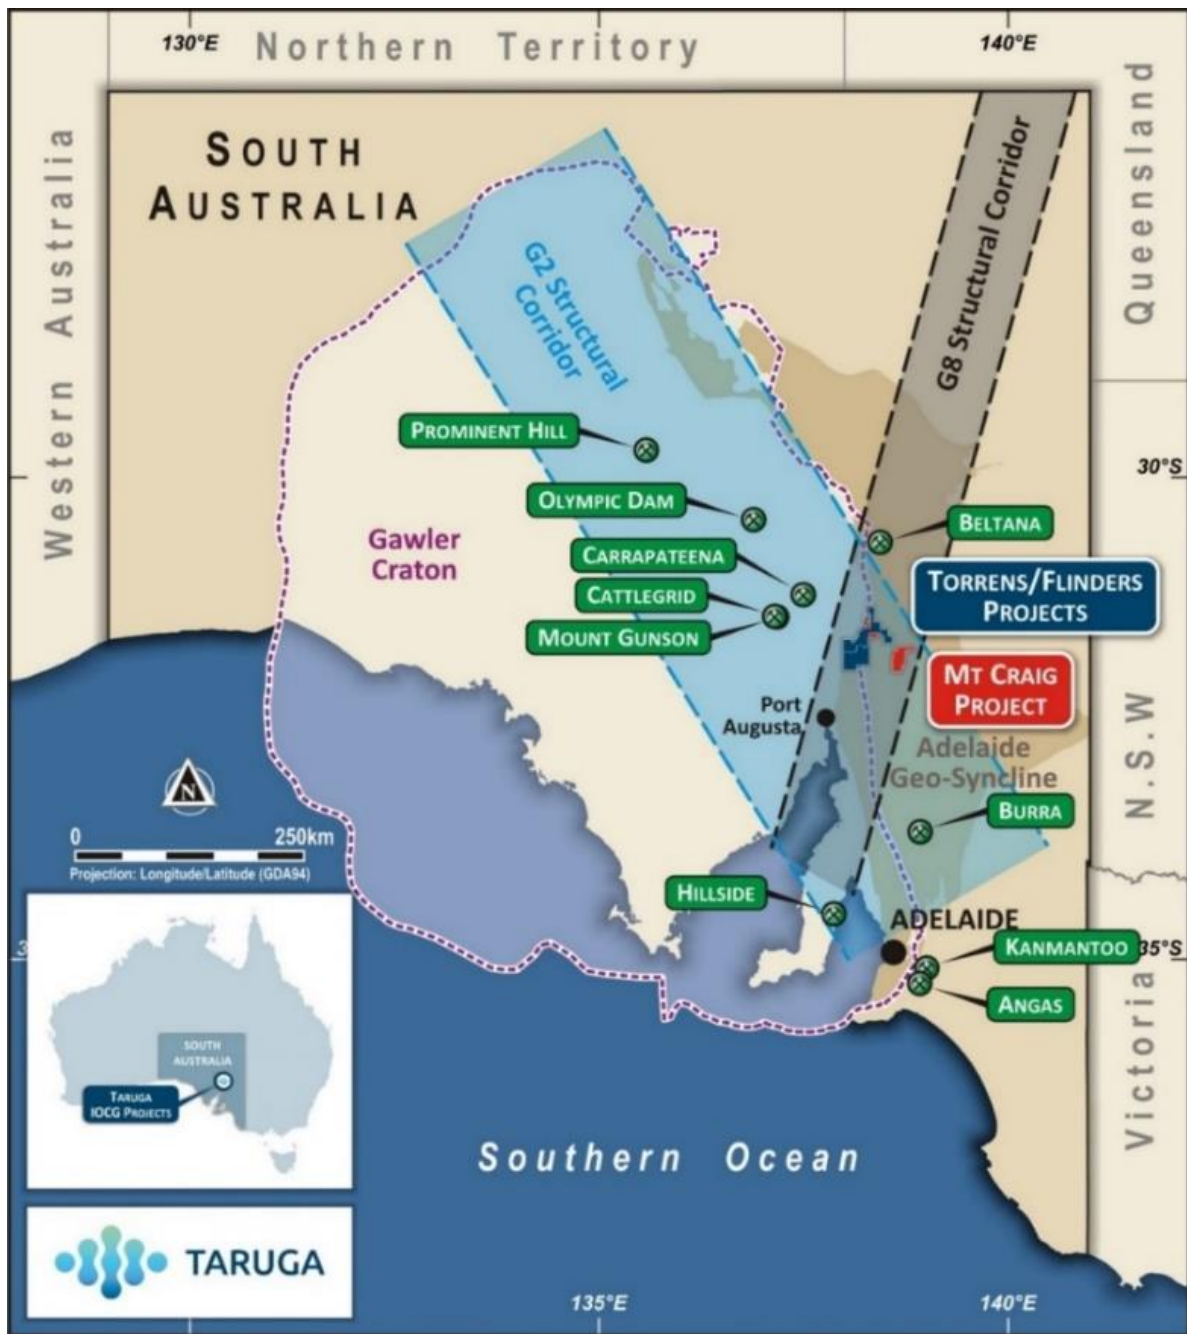 130°E
Northern Territory
140°E
Western Australia
Queensland
SOUTH
AUSTRALIA
G8 Structural Corridor
G2 Structural
Corridor
PROMINENT HILL
30°S
OLYMPIC DAM
BELTANA
Gawler
Craton
CARRAPATEENA
CATTLEGRID
MOUNT GUNSON
TORRENS/FLINDERS
PROJECTS
MT CRAIG
PROJECT
Port
Augusta
N.S.W
Adelaide
Geo-Syncline
N
0 250km
Projection: Longitude/Latitude (GDA94)
BURRA
HILLSIDE
ADELAIDE
KANMANTOO
35°S
ANGAS
Victoria
SOUTH
AUSTRALIA
TARUGA
IOCG PROJECTS
Southern Ocean
TARUGA
135°E
140°E